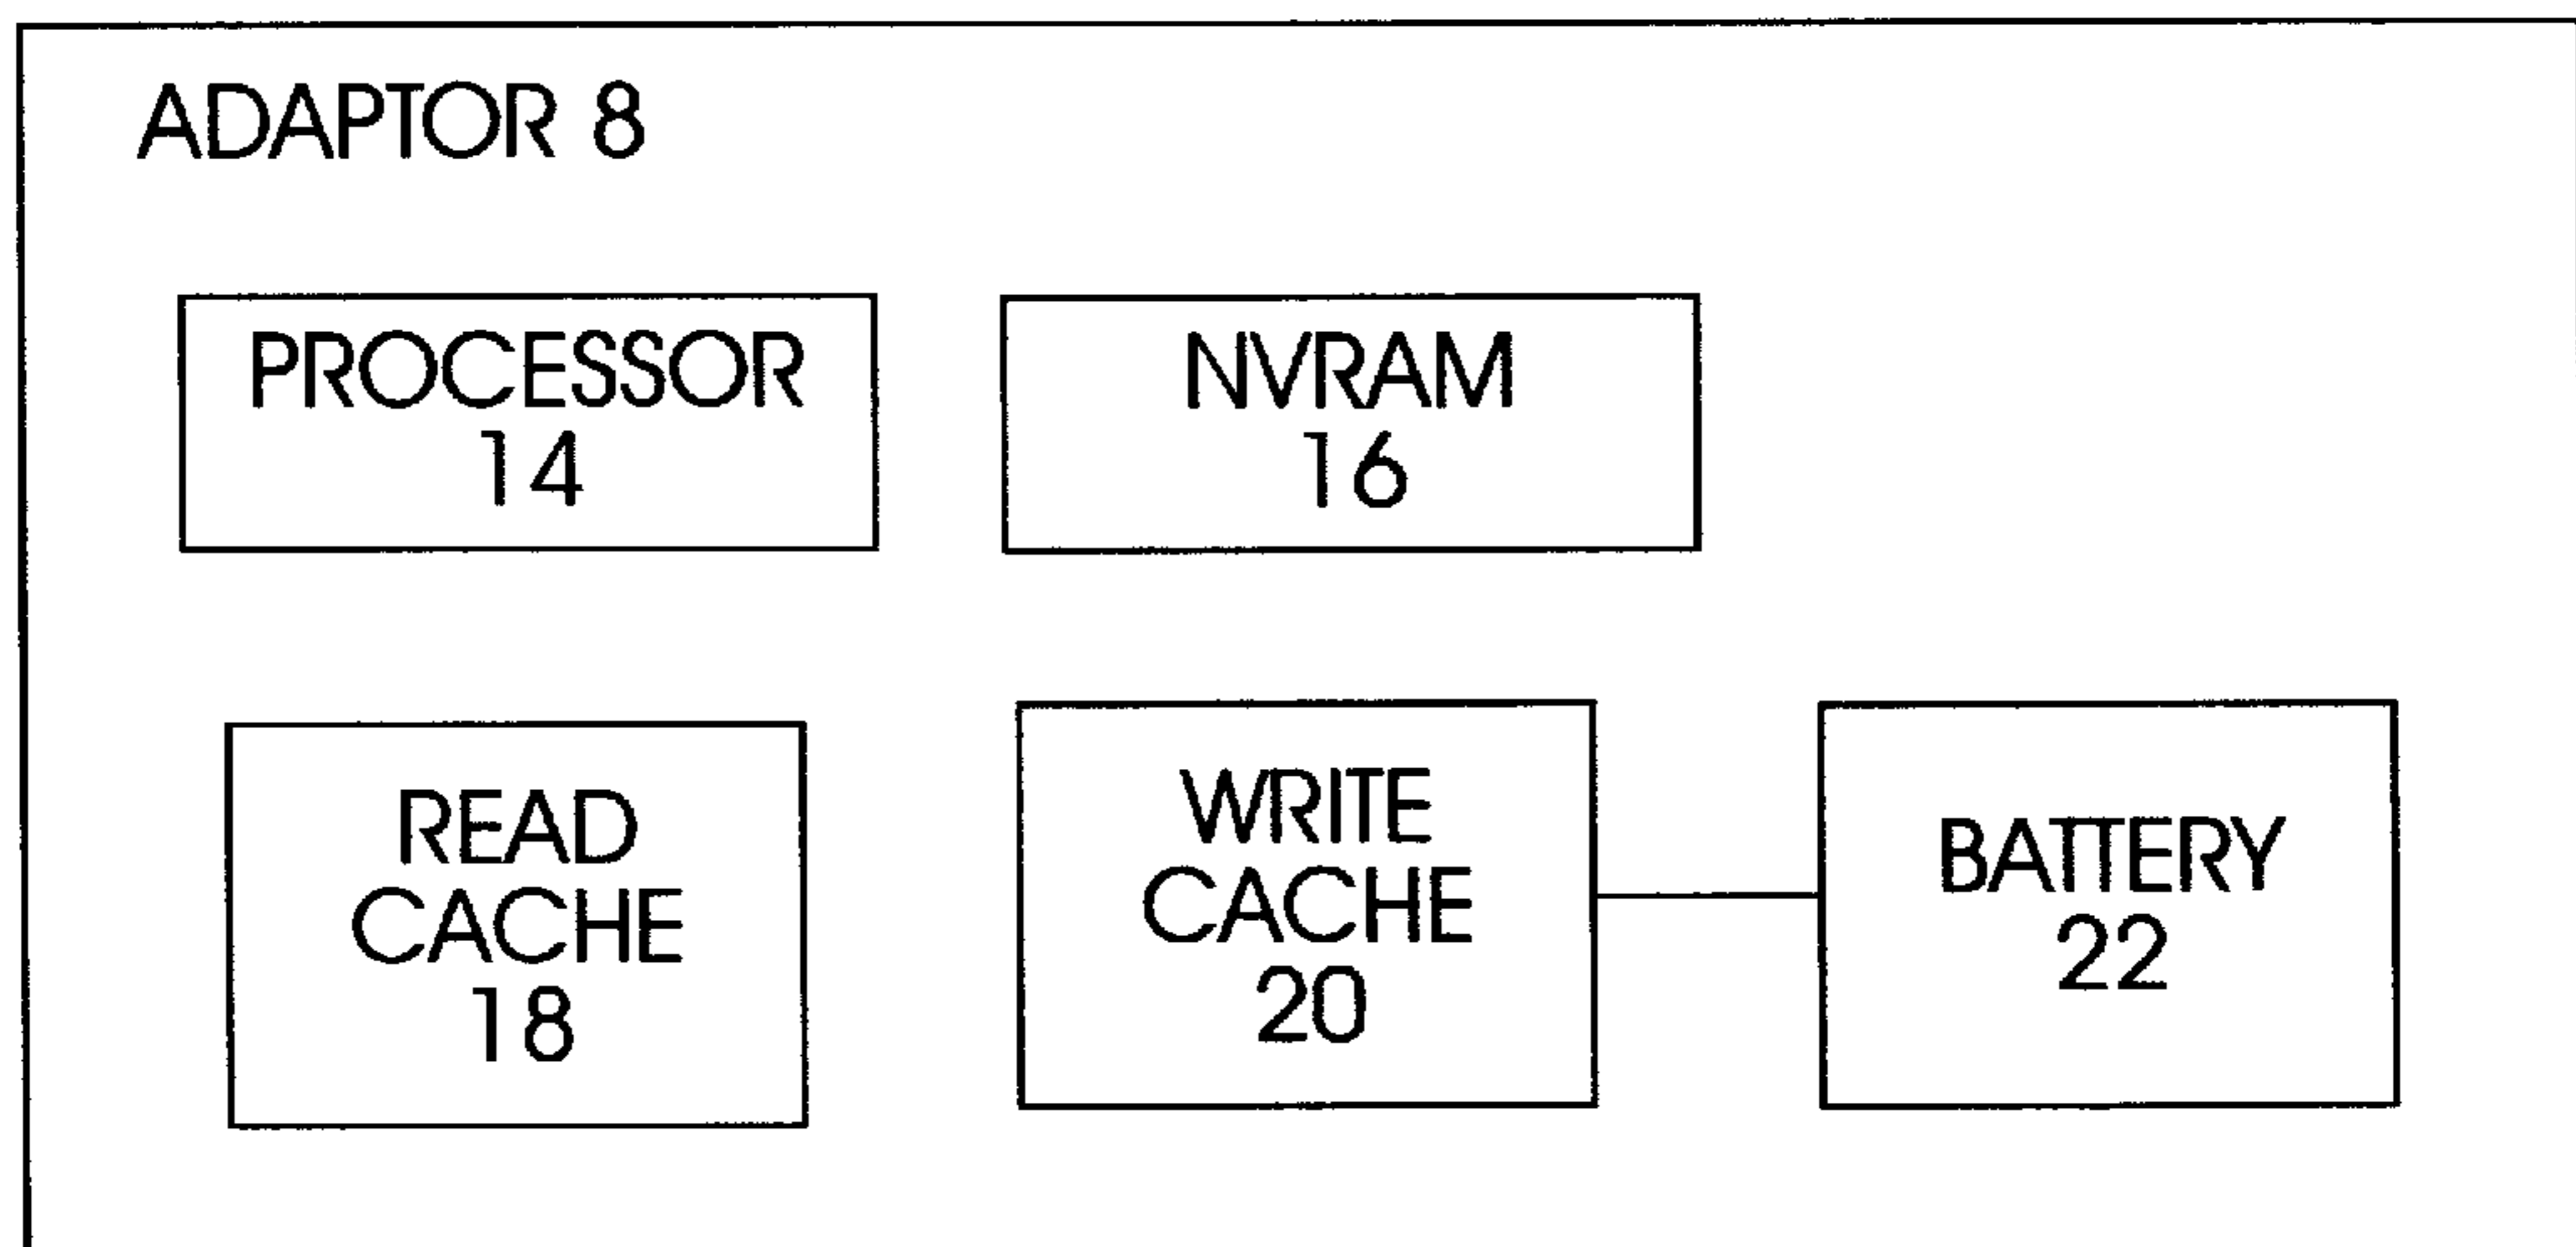 ADAPTOR 8
PROCESSOR
14
NVRAM
16
READ
CACHE
18
WRITE
CACHE
20
BATTERY
22